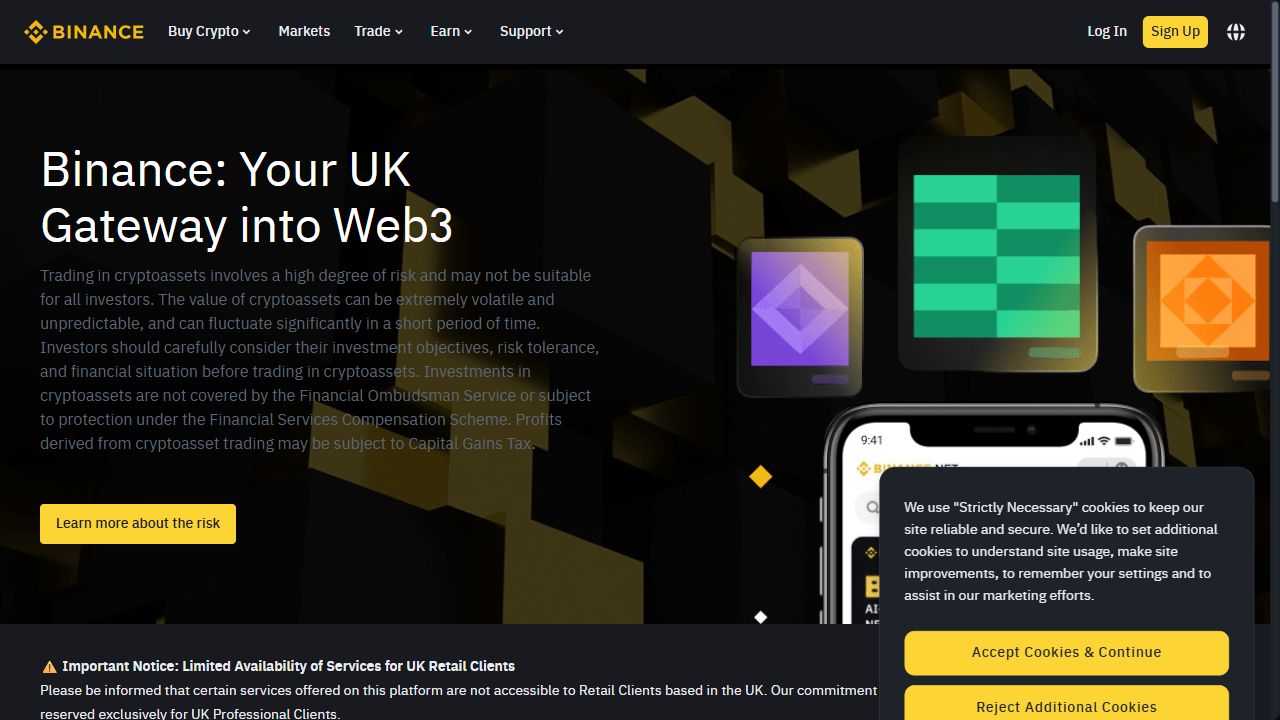 BINANCE Buy Crypto Markets Trade Earn Support Log In Sign Up
Binance: Your UK
Gateway into Web3
Trading in cryptoassets involves a high degree of risk and may not be suitable
for all investors. The value of cryptoassets can be extremely volatile and
unpredictable, and can fluctuate significantly in a short period of time.
Investors should carefully consider their investment objectives, risk tolerance,
and financial situation before trading in cryptoassets. Investments in
cryptoassets are not covered by the Financial Ombudsman Service or subject
to protection under the Financial Services Compensation Scheme. Profits
derived from cryptoasset trading may be subject to Capital Gains Tax.
Learn more about the risk
9:41
We use "Strictly Necessary" cookies to keep our
site reliable and secure. We’d like to set additional
cookies to understand site usage, make site
improvements, to remember your settings and to
assist in our marketing efforts.
Accept Cookies & Continue
Reject Additional Cookies
Important Notice: Limited Availability of Services for UK Retail Clients
Please be informed that certain services offered on this platform are not accessible to Retail Clients based in the UK. Our commitment
reserved exclusively for UK Professional Clients.